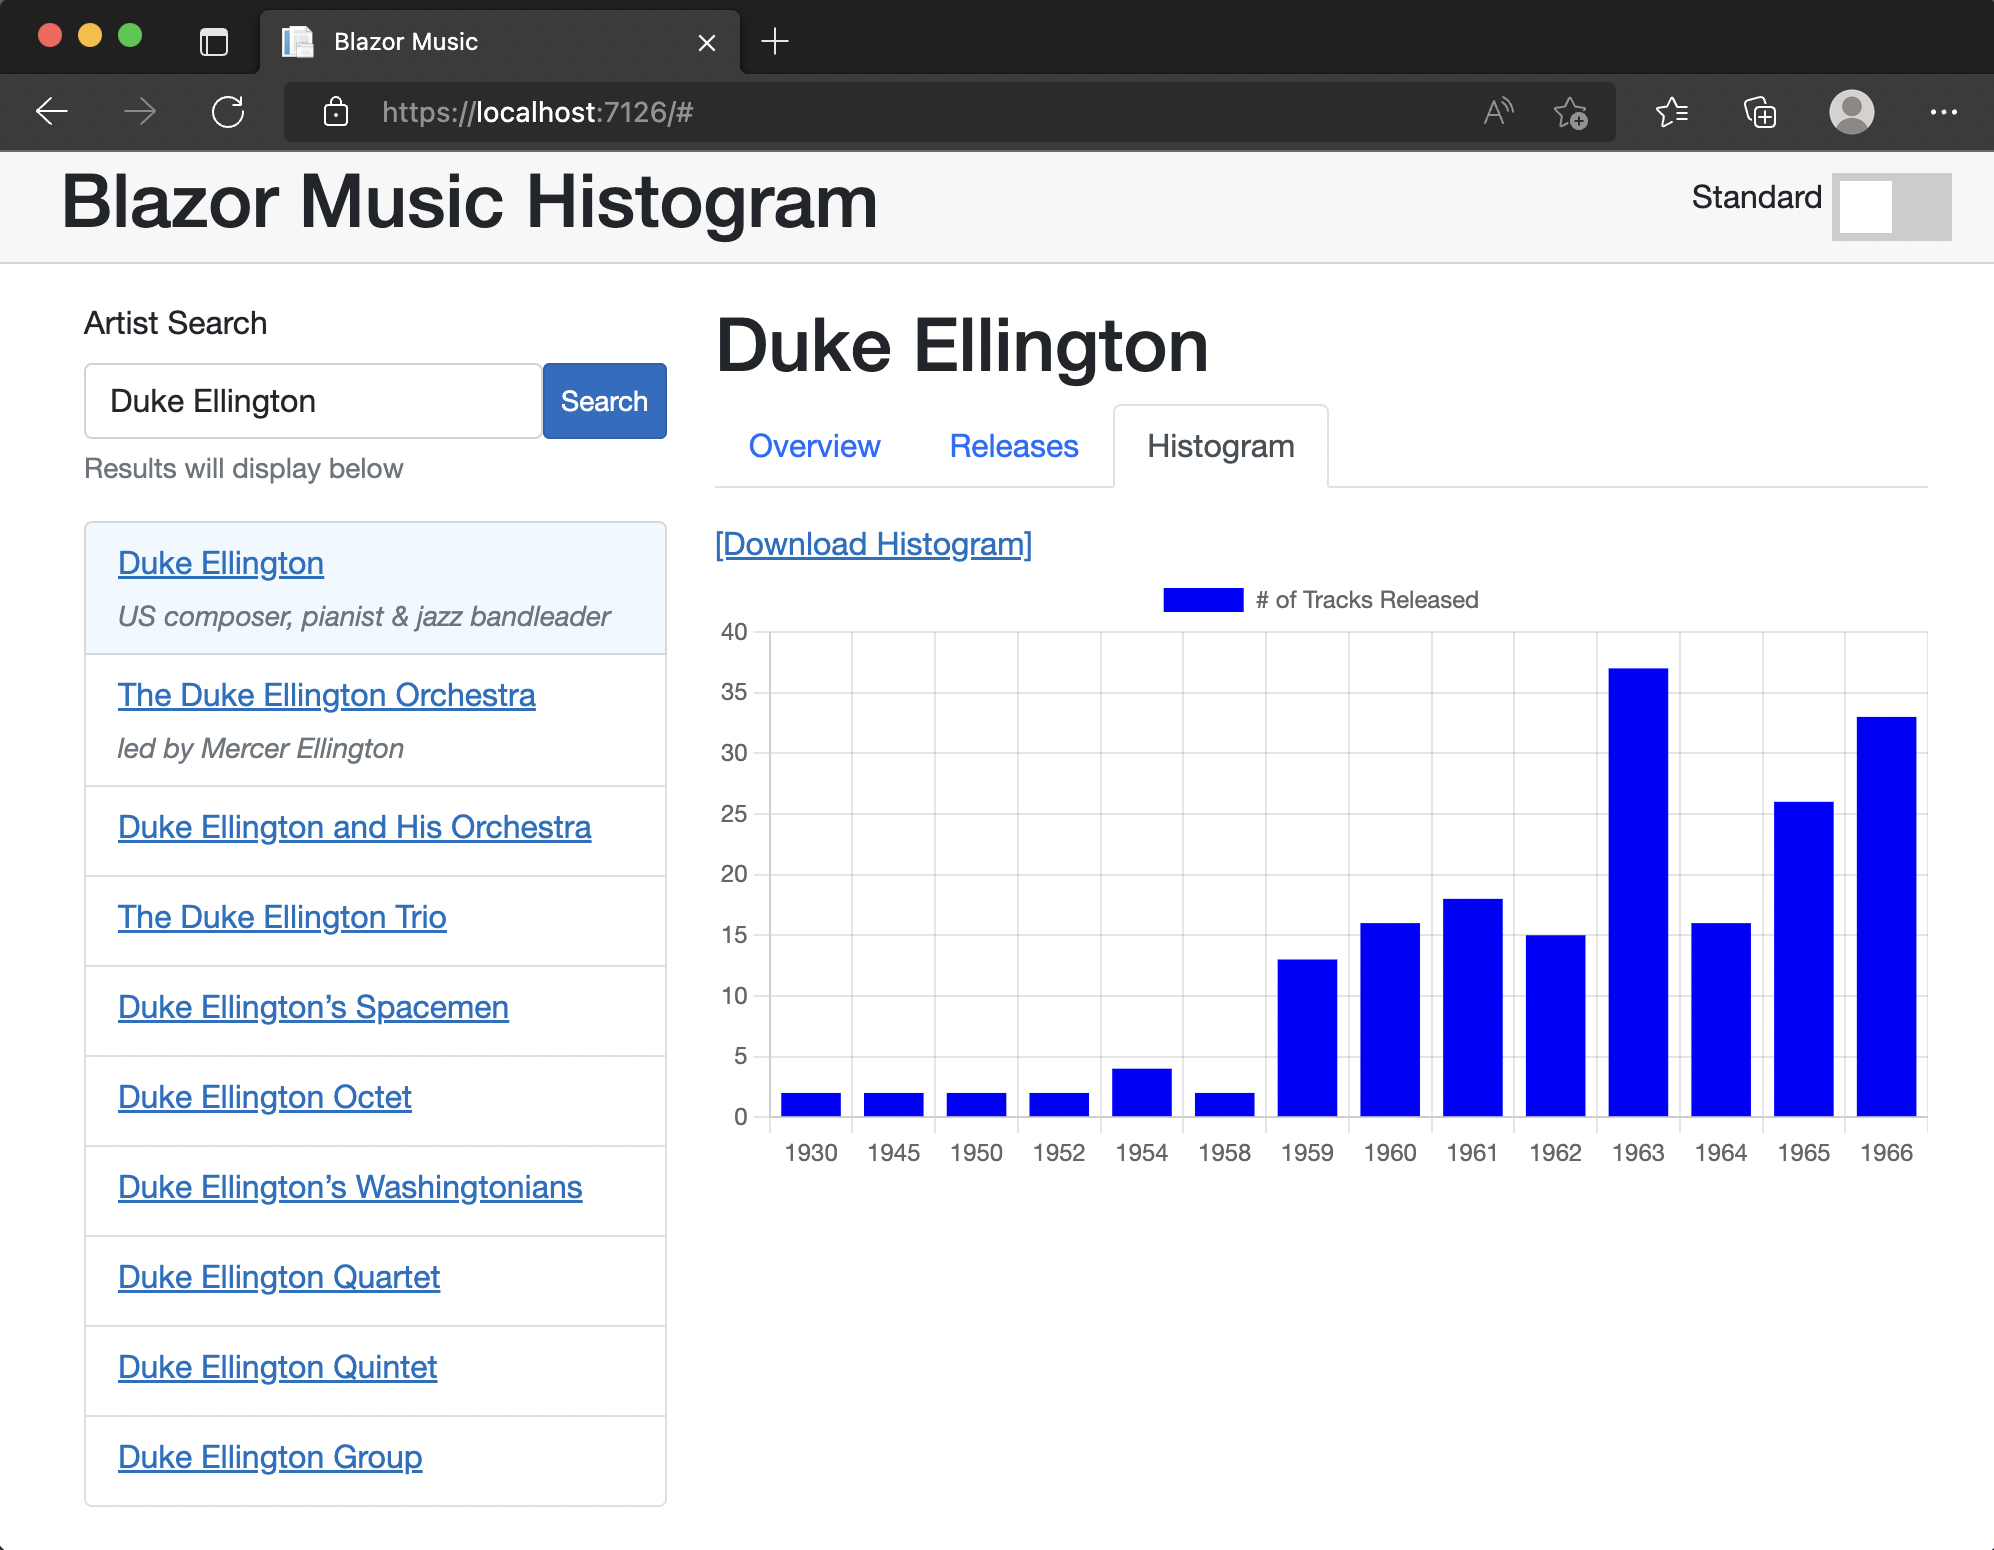 Blazor Music
https://localhost:7126/#
Blazor Music Histogram
Standard
Artist Search
Duke Ellington
Search
Results will display below
Duke Ellington
US composer, pianist & jazz bandleader
The Duke Ellington Orchestra
led by Mercer Ellington
Duke Ellington and His Orchestra
The Duke Ellington Trio
Duke Ellington’s Spacemen
Duke Ellington Octet
Duke Ellington’s Washingtonians
Duke Ellington Quartet
Duke Ellington Quintet
Duke Ellington Group
Duke Ellington
Overview Releases Histogram
[Download Histogram]
# of Tracks Released
40
35
30
25
20
15
10
5
0
1930 1945 1950 1952 1954 1958 1959 1960 1961 1962 1963 1964 1965 1966